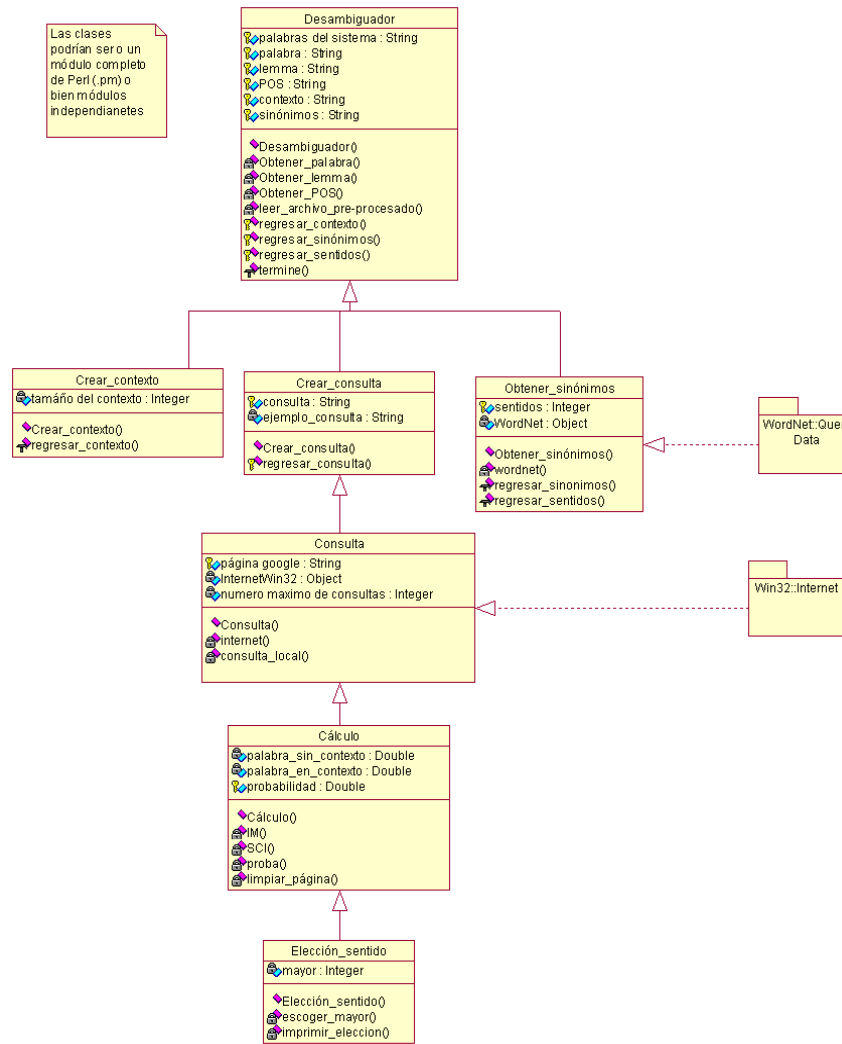 Las clases
podrían ser o un
módulo completo
de Perl (.pm) o
bien módulos
independianetes
Desambiguador
palabras del sistema : String
palabra : String
lemma : String
POS : String
contexto : String
sinónimos : String
Desambiguador()
Obtener_palabra()
Obtener_lemma()
Obtener_POS()
leer_archivo_pre-procesado()
regresar_contexto()
regresar_sinónimos()
regresar_sentidos()
termine()
Crear_contexto
tamáño del contexto : Integer
Crear_contexto()
regresar_contexto()
Crear_consulta
consulta : String
ejemplo_consulta : String
Crear_consulta()
regresar_consulta()
Obtener_sinónimos
sentidos : Integer
WordNet : Object
Obtener_sinónimos()
wordnet()
regresar_sinonimos()
regresar_sentidos()
WordNet::Que
Data
Consulta
página google : String
InternetWin32 : Object
numero maximo de consultas : Integer
Consulta()
internet()
consulta_local()
Win32::Internet
Cálculo
palabra_sin_contexto : Double
palabra_en_contexto : Double
probabilidad : Double
Cálculo()
IM()
SCI()
proba()
limpiar_página()
Elección_sentido
mayor : Integer
Elección_sentido()
escoger_mayor()
imprimir_eleccion()